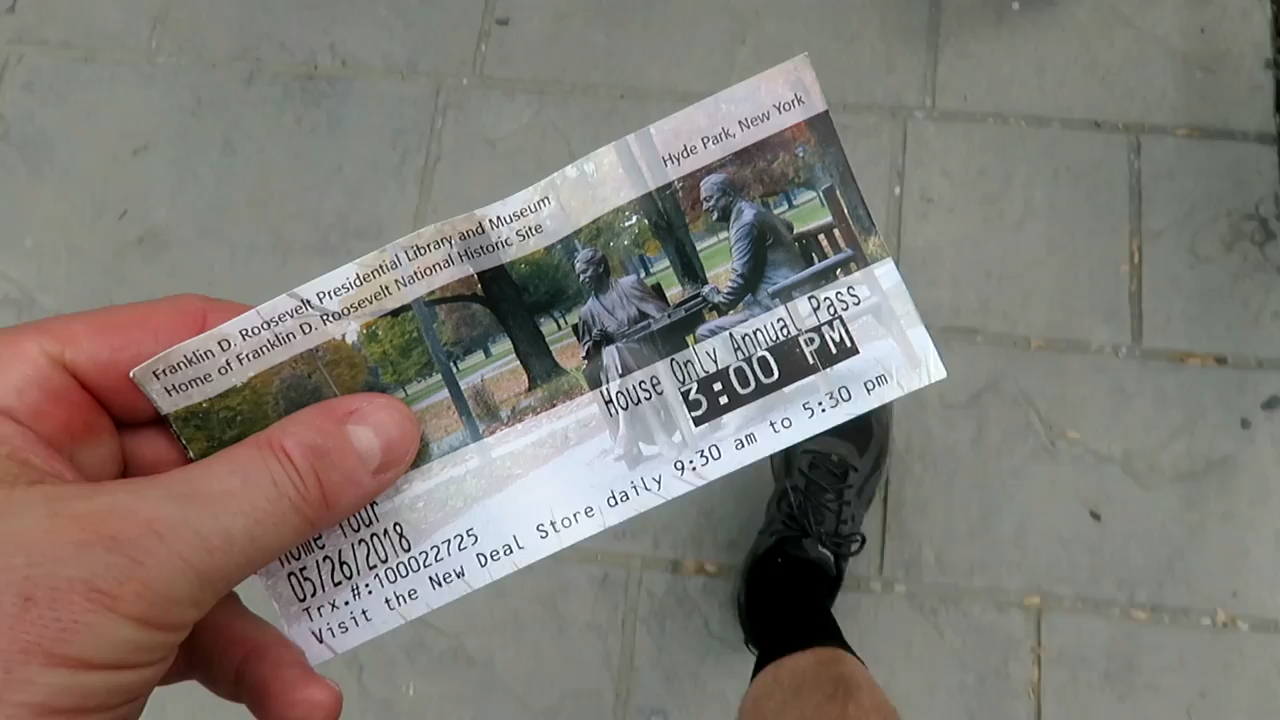 Franklin D. Roosevelt Presidential Library and Museum
Home of Franklin D. Roosevelt National Historic Site
Hyde Park, New York
House Only Annual Pass
3:00 PM
Home Tour
05/26/2018
Trx.#:100022725
Visit the New Deal Store daily 9:30 am to 5:30 pm